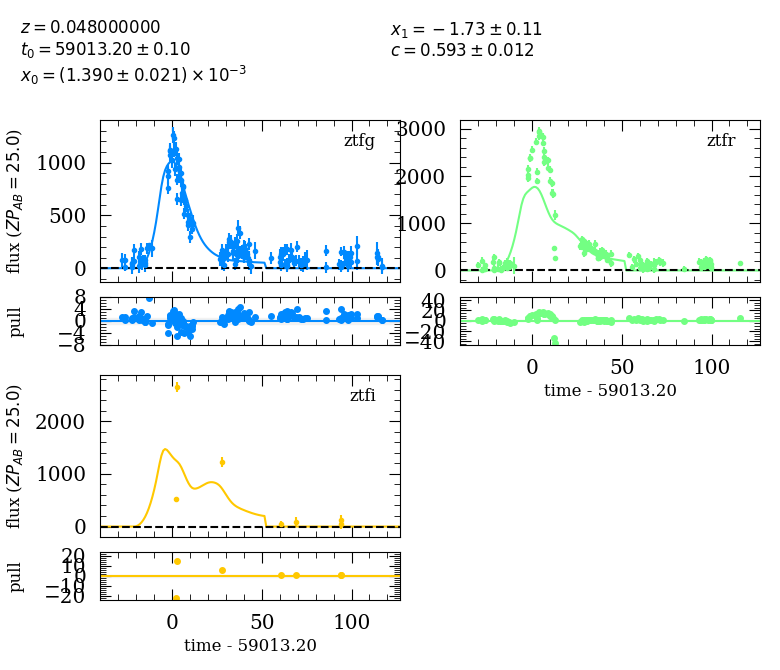 z = 0.048000000
t₀ = 59013.20 ± 0.10
x₀ = (1.390 ± 0.021) × 10⁻³
x₁ = −1.73 ± 0.11
c = 0.593 ± 0.012
ztfg
flux (ZP_AB = 25.0)
1000
500
0
pull
8
4
0
−4
−8
ztfr
3000
2000
1000
0
40
20
0
−20
−40
0 50 100
time - 59013.20
ztfi
flux (ZP_AB = 25.0)
2000
1000
0
pull
20
10
0
−10
−20
0 50 100
time - 59013.20